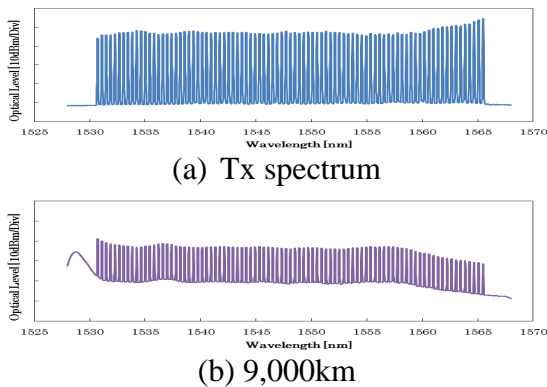 Optical Level [10dBm/Div]
1525 1530 1535 1540 1545 1550 1555 1560 1565 1570
Wavelength [nm]
(a) Tx spectrum
Optical Level [10dBm/Div]
1525 1530 1535 1540 1545 1550 1555 1560 1565 1570
Wavelength [nm]
(b) 9,000km